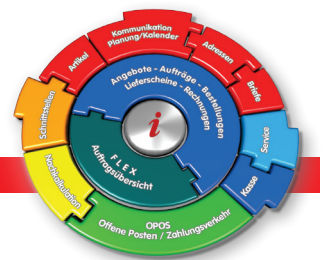 Kommunikation
Planung/Kalender
Adressen
Briefe
Service
Kasse
OPOS
Offene Posten / Zahlungsverkehr
Nachkalkulation
Schnittstellen
Artikel
Angebote - Aufträge - Bestellungen
Lieferscheine - Rechnungen
FLEX
Auftragsübersicht
i